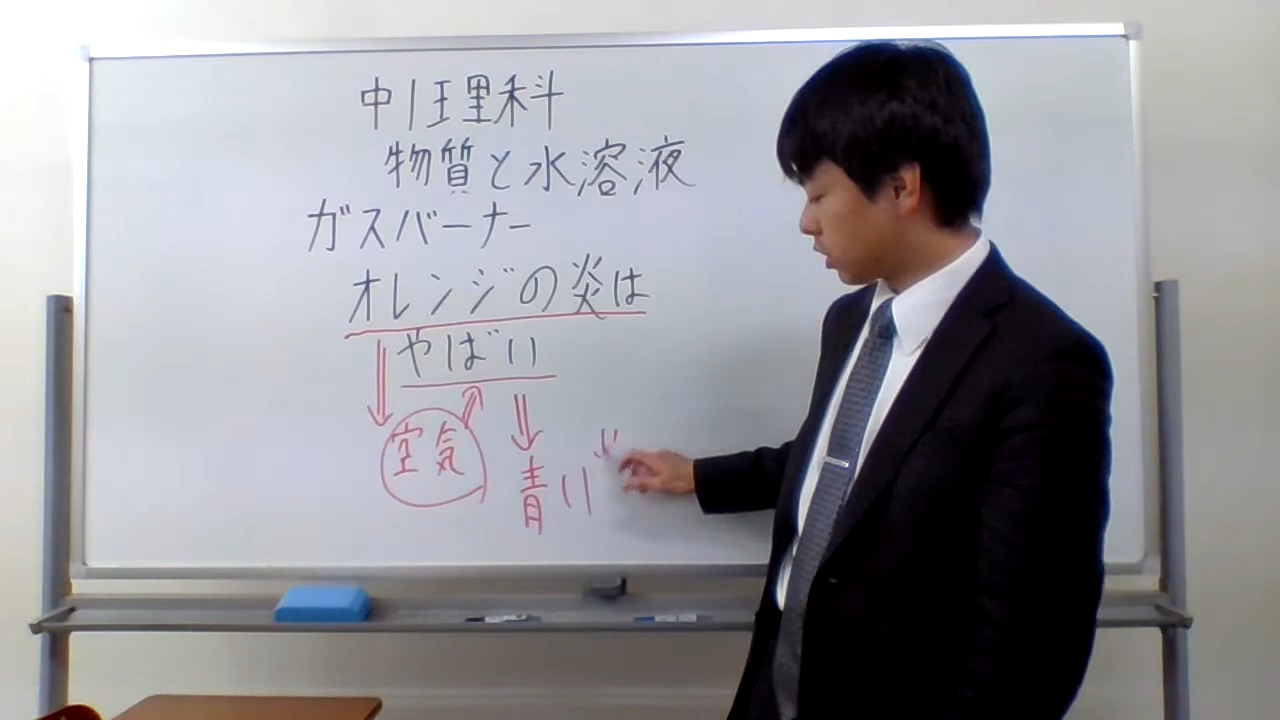 中1理科
物質と水溶液
ガスバーナー
オレンジの炎は
やばい
空気
青い